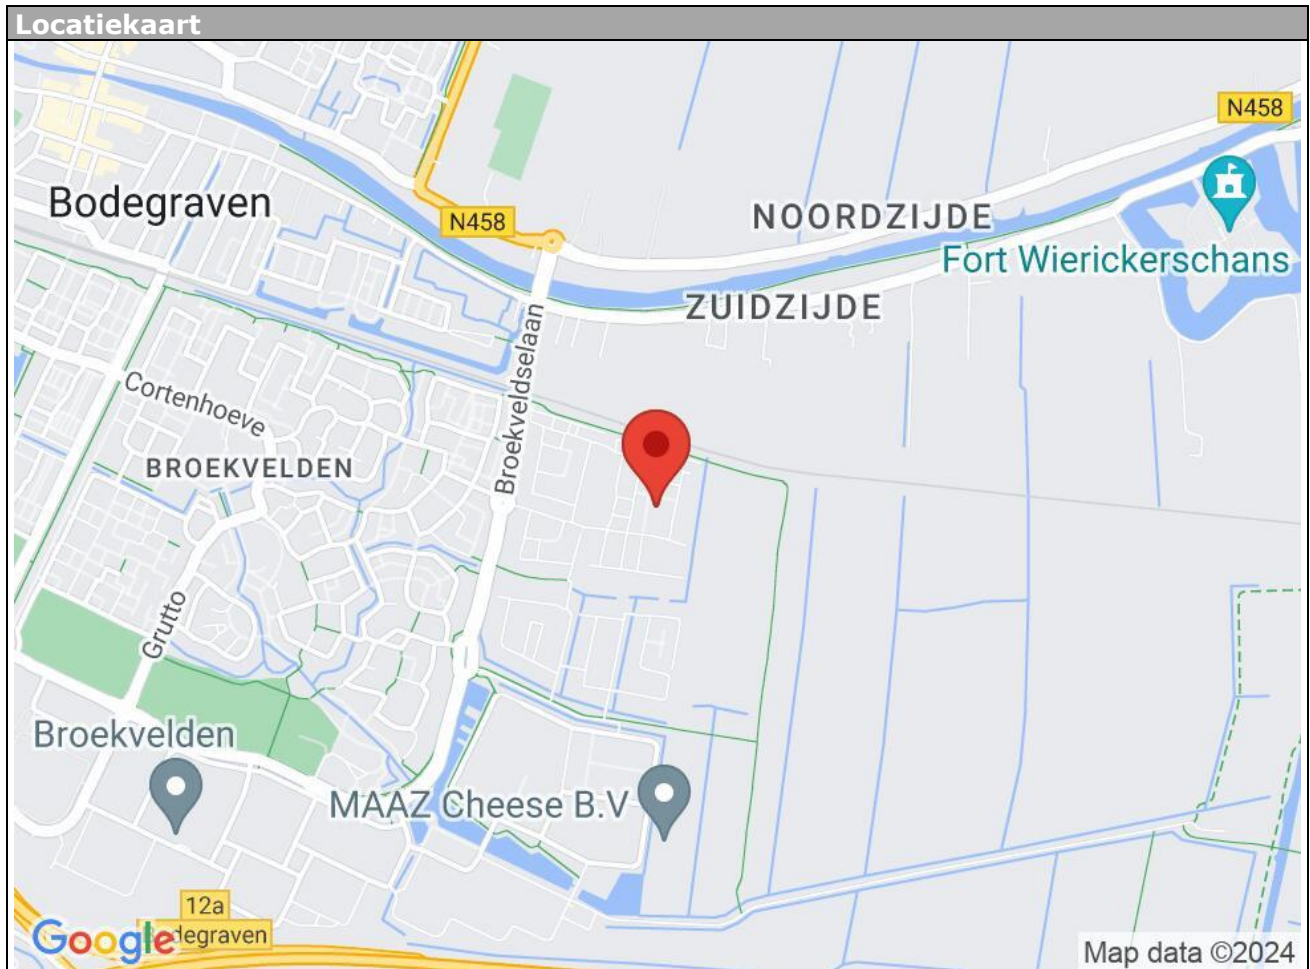 Locatiekaart
N458
Bodegraven
N458
NOORDZIJDE
Fort Wierickerschans
ZUIDZIJDE
Broekveldselaan
Cortenhoeve
BROEKVELDEN
Grutto
Broekvelden
MAAZ Cheese B.V
12a
Google
degraven
Map data ©2024